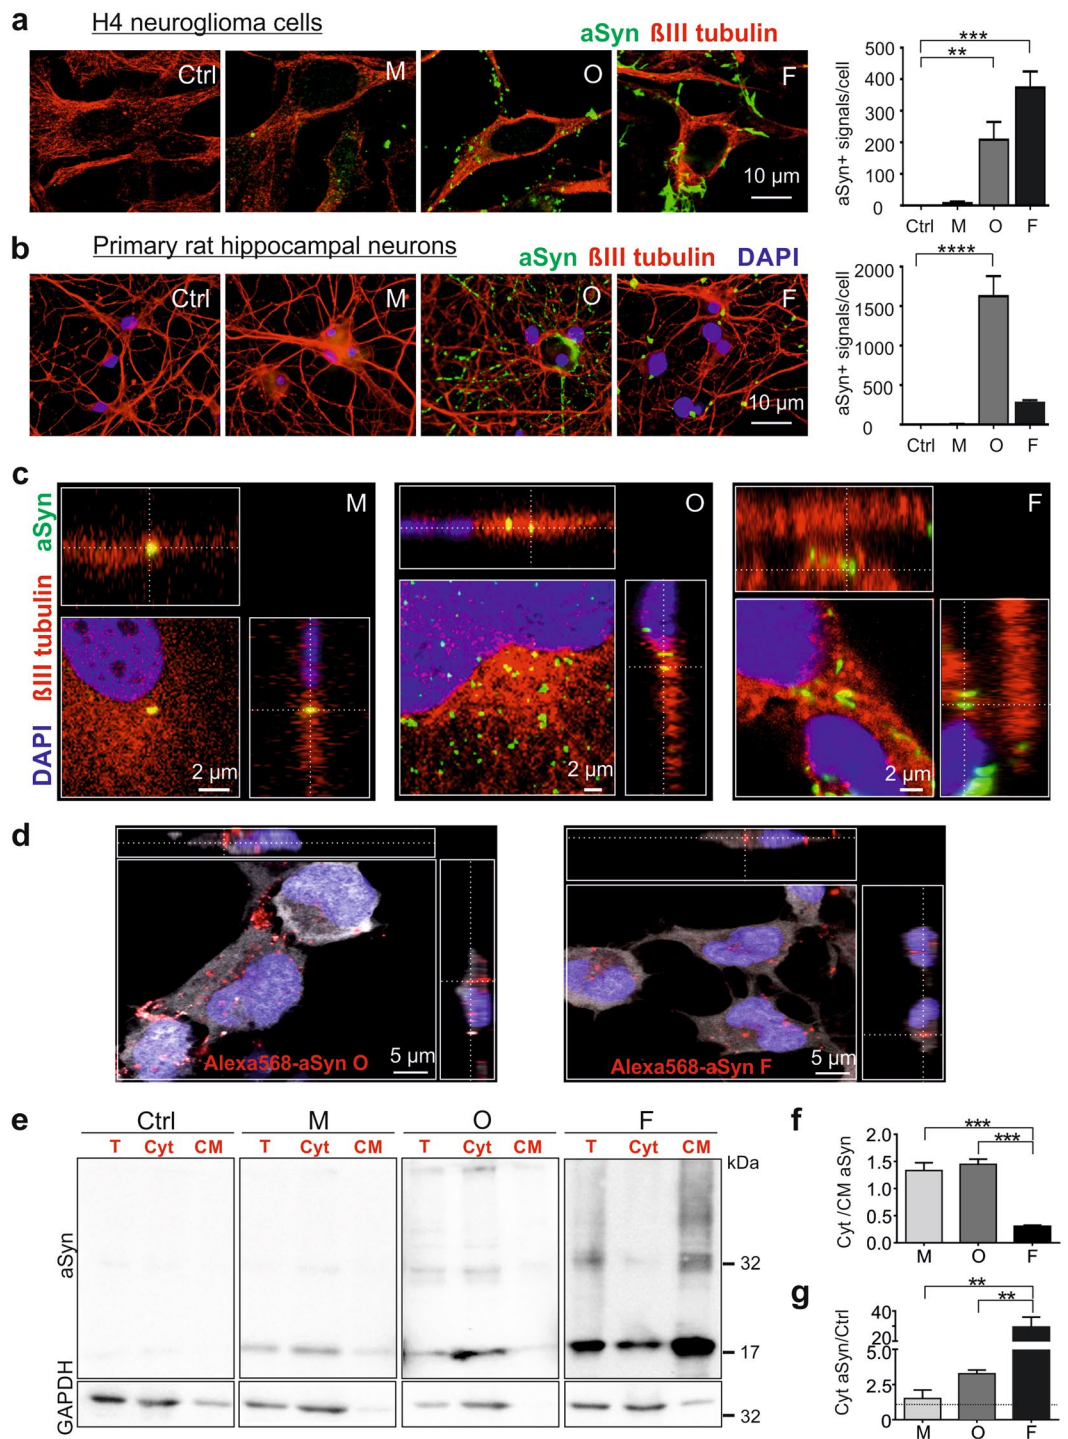 a H4 neuroglioma cells
aSyn ßIII tubulin
Ctrl M O F
10 µm
aSyn+ signals/cell
500
400
300
200
100
0
***
**
Ctrl M O F
b Primary rat hippocampal neurons
aSyn ßIII tubulin DAPI
Ctrl M O F
10 µm
aSyn+ signals/cell
2000
1500
1000
500
0
****
Ctrl M O F
c
DAPI ßIII tubulin aSyn
M O F
2 µm 2 µm 2 µm
d
Alexa568-aSyn O 5 µm
Alexa568-aSyn F 5 µm
e
Ctrl M O F
T Cyt CM T Cyt CM T Cyt CM T Cyt CM
kDa
aSyn
32
17
GAPDH
32
f
Cyt /CM aSyn
2.0
1.5
1.0
0.5
0.0
***
***
M O F
g
Cyt aSyn/Ctrl
40
20
5.0
2.5
0
**
**
M O F